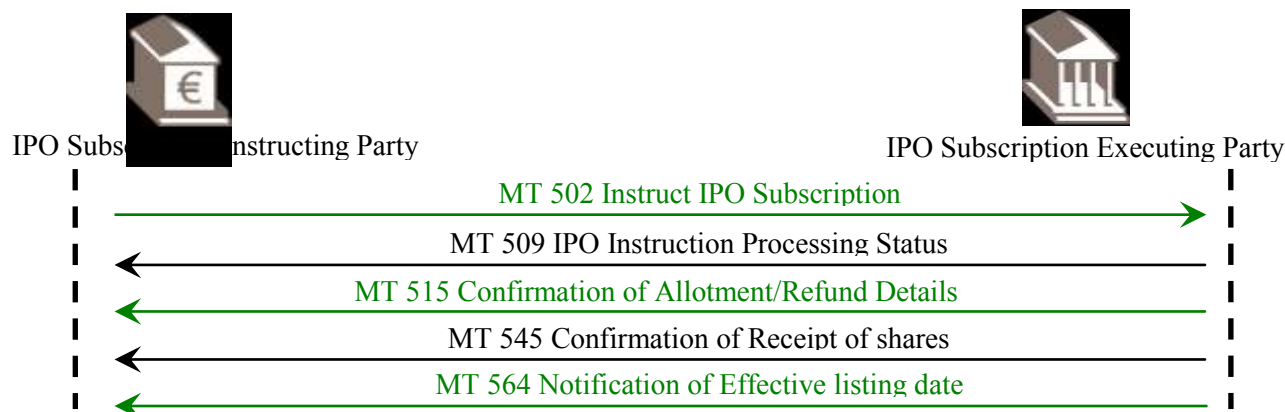 €
IPO Subs nstructing Party
IPO Subscription Executing Party
MT 502 Instruct IPO Subscription
MT 509 IPO Instruction Processing Status
MT 515 Confirmation of Allotment/Refund Details
MT 545 Confirmation of Receipt of shares
MT 564 Notification of Effective listing date